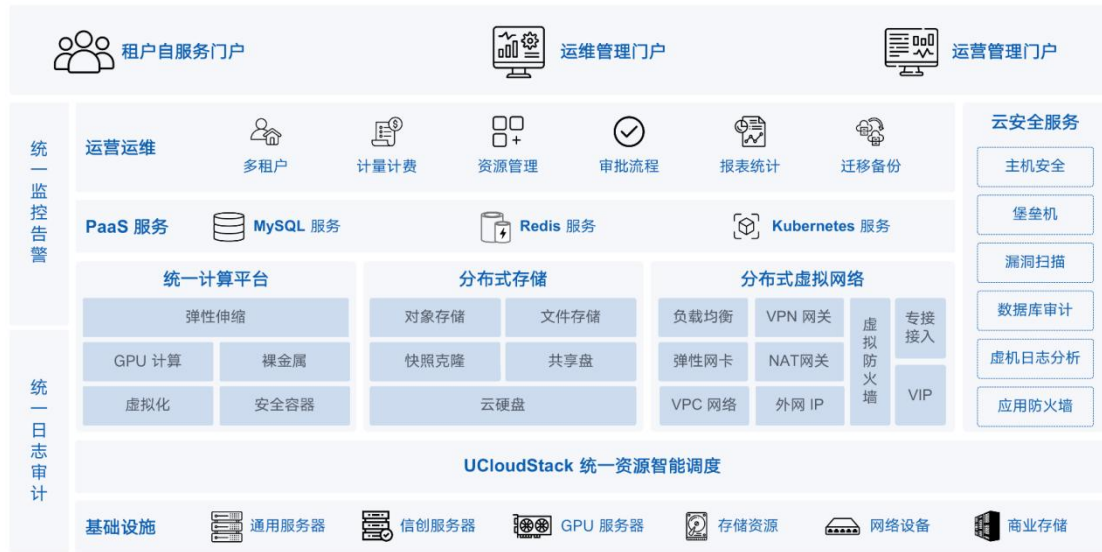 租户自服务门户
运维管理门户
运营管理门户
统一监控告警
统一日志审计
运营运维
多租户
计量计费
资源管理
审批流程
报表统计
迁移备份
PaaS 服务
MySQL 服务
Redis 服务
Kubernetes 服务
统一计算平台
弹性伸缩
GPU 计算
裸金属
虚拟化
安全容器
分布式存储
对象存储
文件存储
快照克隆
共享盘
云硬盘
分布式虚拟网络
负载均衡
VPN 网关
弹性网卡
NAT网关
VPC 网络
外网 IP
虚拟防火墙
专接
接入
VIP
云安全服务
主机安全
堡垒机
漏洞扫描
数据库审计
虚机日志分析
应用防火墙
UCloudStack 统一资源智能调度
基础设施
通用服务器
信创服务器
GPU 服务器
存储资源
网络设备
商业存储